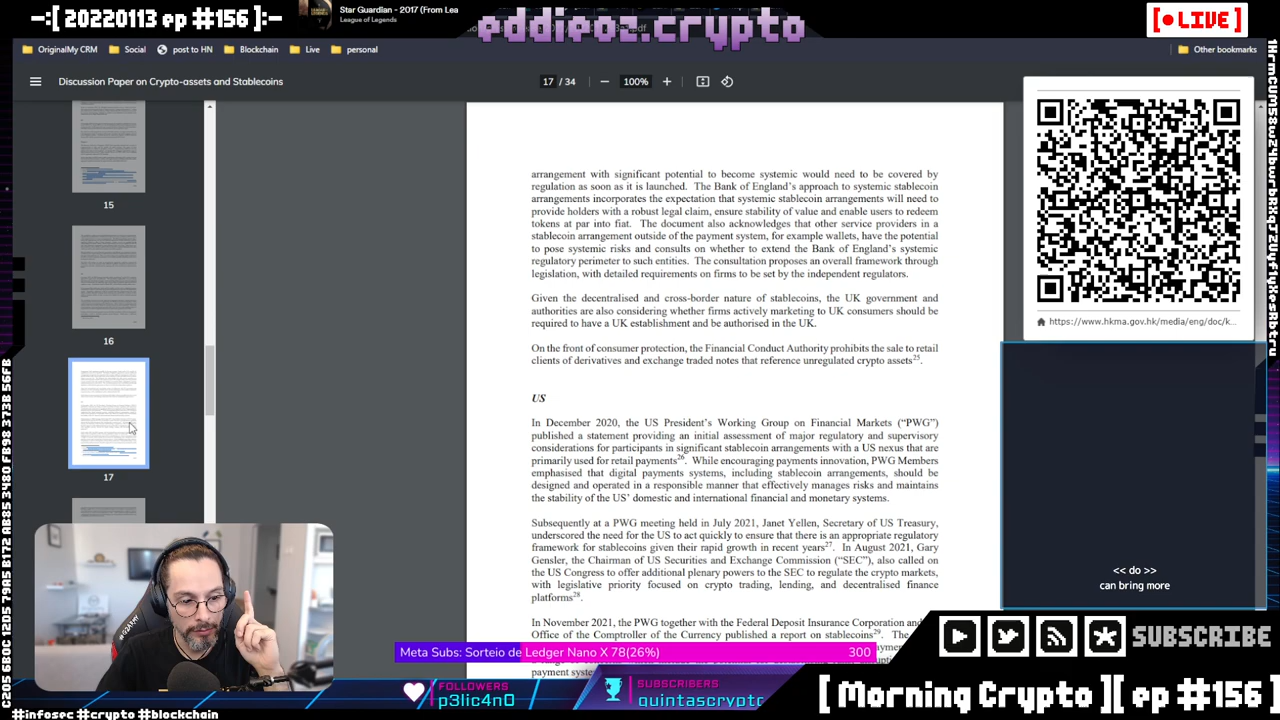 -:[ 20220113 ep #156 ]:-
Star Guardian - 2017 (From Lea
League of Legends
eddieoz.crypto
[ LIVE ]
OriginalMy CRM
Social
post to HN
Blockchain
Live
personal
Other bookmarks
Discussion Paper on Crypto-assets and Stablecoins
17 / 34
100%
15
16
17
arrangement with significant potential to become systemic would need to be covered by
regulation as soon as it is launched. The Bank of England's approach to systemic stablecoin
arrangements incorporates the expectation that systemic stablecoin arrangements will need to
provide holders with a robust legal claim, ensure stability of value and enable users to redeem
tokens at par into fiat. The document also acknowledges that other service providers in a
stablecoin arrangement outside of the payment system, for example wallets, have the potential
to pose systemic risks and consults on whether to extend the Bank of England's systemic
regulatory perimeter to such entities. The consultation proposes an overall framework through
legislation, with detailed requirements on firms to be set by the independent regulators.
Given the decentralised and cross-border nature of stablecoins, the UK government and
authorities are also considering whether firms actively marketing to UK consumers should be
required to have a UK establishment and be authorised in the UK.
On the front of consumer protection, the Financial Conduct Authority prohibits the sale to retail
clients of derivatives and exchange traded notes that reference unregulated crypto assets25.
US
In December 2020, the US President's Working Group on Financial Markets ("PWG")
published a statement providing an initial assessment of major regulatory and supervisory
considerations for participants in significant stablecoin arrangements with a US nexus that are
primarily used for retail payments26. While encouraging payments innovation, PWG Members
emphasised that digital payments systems, including stablecoin arrangements, should be
designed and operated in a responsible manner that effectively manages risks and maintains
the stability of the US' domestic and international financial and monetary systems.
Subsequently at a PWG meeting held in July 2021, Janet Yellen, Secretary of US Treasury,
underscored the need for the US to act quickly to ensure that there is an appropriate regulatory
framework for stablecoins given their rapid growth in recent years27. In August 2021, Gary
Gensler, the Chairman of US Securities and Exchange Commission ("SEC"), also called on
the US Congress to offer additional plenary powers to the SEC to regulate the crypto markets,
with legislative priority focused on crypto trading, lending, and decentralised finance
platforms28.
In November 2021, the PWG together with the Federal Deposit Insurance Corporation and
Office of the Comptroller of the Currency published a report on stablecoins29. The
payment syste
https://www.hkma.gov.hk/media/eng/doc/k...
<< do >>
can bring more
Meta Subs: Sorteio de Ledger Nano X 78(26%)
300
SUBSCRIBE
FOLLOWERS
p3lic4n0
SUBSCRIBERS
quintascrypto
[ Morning Crypto ][ ep #156 ]
#crypto #blockchain